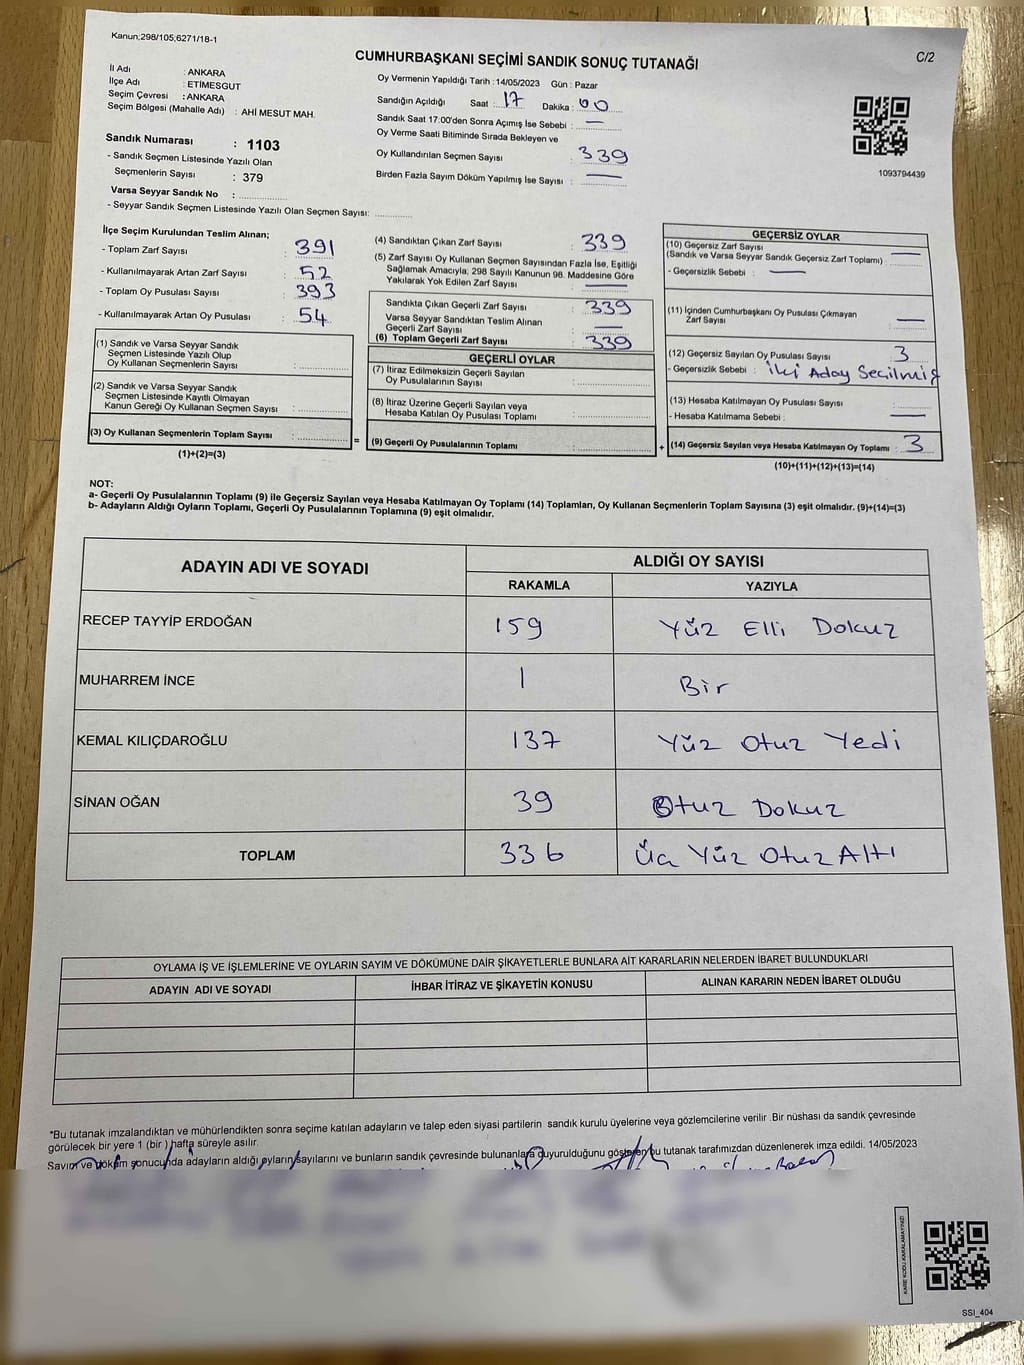 Kanun;298/105;6271/18-1
C/2
CUMHURBAŞKANI SEÇİMİ SANDIK SONUÇ TUTANAĞI
İl Adı : ANKARA
İlçe Adı : ETİMESGUT
Seçim Çevresi : ANKARA
Seçim Bölgesi (Mahalle Adı) : AHİ MESUT MAH.
Sandık Numarası : 1103
- Sandık Seçmen Listesinde Yazılı Olan
Seçmenlerin Sayısı : 379
Varsa Seyyar Sandık No :
- Seyyar Sandık Seçmen Listesinde Yazılı Olan Seçmen Sayısı:
Oy Vermenin Yapıldığı Tarih : 14/05/2023 Gün : Pazar
Sandığın Açıldığı Saat : 17 Dakika : 00
Sandık Saat 17:00'den Sonra Açımış İse Sebebi : —
Oy Verme Saati Bitiminde Sırada Bekleyen ve
Oy Kullandırılan Seçmen Sayısı : 339
Birden Fazla Sayım Döküm Yapılmış İse Sayısı : —
1093794439
İlçe Seçim Kurulundan Teslim Alınan;
- Toplam Zarf Sayısı : 391
- Kullanılmayarak Artan Zarf Sayısı : 52
- Toplam Oy Pusulası Sayısı : 393
- Kullanılmayarak Artan Oy Pusulası : 54
(1) Sandık ve Varsa Seyyar Sandık
Seçmen Listesinde Yazılı Olup
Oy Kullanan Seçmenlerin Sayısı :
(2) Sandık ve Varsa Seyyar Sandık
Seçmen Listesinde Kayıtlı Olmayan
Kanun Gereği Oy Kullanan Seçmen Sayısı :
(3) Oy Kullanan Seçmenlerin Toplam Sayısı :
(1)+(2)=(3)
(4) Sandıktan Çıkan Zarf Sayısı : 339
(5) Zarf Sayısı Oy Kullanan Seçmen Sayısından Fazla İse, Eşitliği
Sağlamak Amacıyla; 298 Sayılı Kanunun 98. Maddesine Göre
Yakılarak Yok Edilen Zarf Sayısı : —
Sandıkta Çıkan Geçerli Zarf Sayısı : 339
Varsa Seyyar Sandıktan Teslim Alınan
Geçerli Zarf Sayısı : —
(6) Toplam Geçerli Zarf Sayısı : 339
GEÇERLİ OYLAR
(7) İtiraz Edilmeksizin Geçerli Sayılan
Oy Pusulalarının Sayısı :
(8) İtiraz Üzerine Geçerli Sayılan veya
Hesaba Katılan Oy Pusulası Toplamı :
= (9) Geçerli Oy Pusulalarının Toplamı :
GEÇERSİZ OYLAR
(10) Geçersiz Zarf Sayısı
(Sandık ve Varsa Seyyar Sandık Geçersiz Zarf Toplamı) : —
- Geçersizlik Sebebi : —
(11) İçinden Cumhurbaşkanı Oy Pusulası Çıkmayan
Zarf Sayısı : —
(12) Geçersiz Sayılan Oy Pusulası Sayısı : 3
- Geçersizlik Sebebi : İki Aday Seçilmiş
(13) Hesaba Katılmayan Oy Pusulası Sayısı :
- Hesaba Katılmama Sebebi : —
+ (14) Geçersiz Sayılan veya Hesaba Katılmayan Oy Toplamı : 3
(10)+(11)+(12)+(13)=(14)
NOT:
a- Geçerli Oy Pusulalarının Toplamı (9) ile Geçersiz Sayılan veya Hesaba Katılmayan Oy Toplamı (14) Toplamları, Oy Kullanan Seçmenlerin Toplam Sayısına (3) eşit olmalıdır. (9)+(14)=(3)
b- Adayların Aldığı Oyların Toplamı, Geçerli Oy Pusulalarının Toplamına (9) eşit olmalıdır.
ADAYIN ADI VE SOYADI ALDIĞI OY SAYISI
RAKAMLA YAZIYLA
RECEP TAYYİP ERDOĞAN 159 Yüz Elli Dokuz
MUHARREM İNCE 1 Bir
KEMAL KILIÇDAROĞLU 137 Yüz Otuz Yedi
SİNAN OĞAN 39 Otuz Dokuz
TOPLAM 336 Üç Yüz Otuz Altı
OYLAMA İŞ VE İŞLEMLERİNE VE OYLARIN SAYIM VE DÖKÜMÜNE DAİR ŞİKAYETLERLE BUNLARA AİT KARARLARIN NELERDEN İBARET BULUNDUKLARI
ADAYIN ADI VE SOYADI İHBAR İTİRAZ VE ŞİKAYETİN KONUSU ALINAN KARARIN NEDEN İBARET OLDUĞU
*Bu tutanak imzalandıktan ve mühürlendikten sonra seçime katılan adayların ve talep eden siyasi partilerin sandık kurulu üyelerine veya gözlemcilerine verilir .Bir nüshası da sandık çevresinde
görülecek bir yere 1 (bir ) hafta süreyle asılır.
Sayım ve döküm sonucunda adayların aldığı oyların sayılarını ve bunların sandık çevresinde bulunanlara duyurulduğunu gösteren bu tutanak tarafımızdan düzenlenerek imza edildi. 14/05/2023
KARE KODU KARALAMAYINIZ!
SSI_404